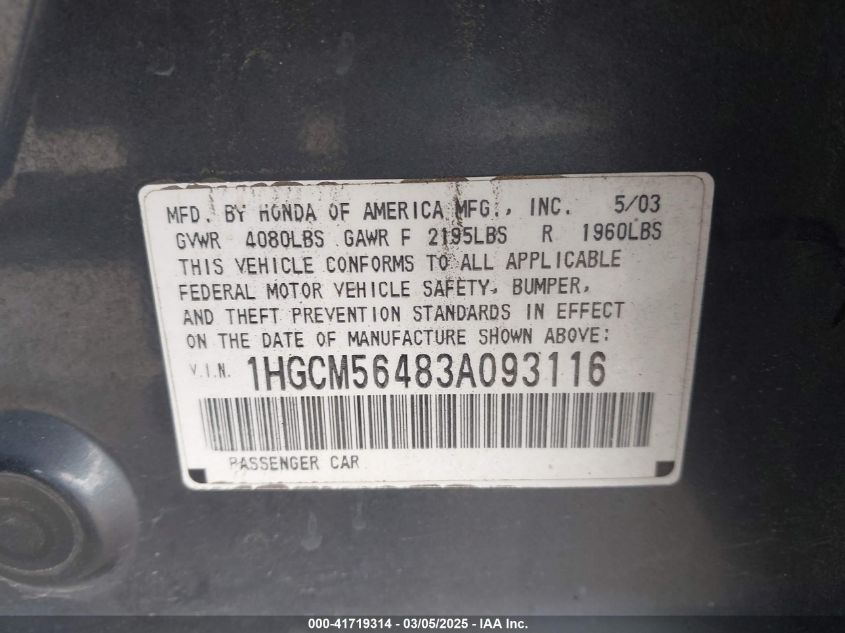 MFD. BY HONDA OF AMERICA MFG., INC. 5/03
GVWR 4080LBS GAWR F 2195LBS R 1960LBS
THIS VEHICLE CONFORMS TO ALL APPLICABLE
FEDERAL MOTOR VEHICLE SAFETY, BUMPER,
AND THEFT PREVENTION STANDARDS IN EFFECT
ON THE DATE OF MANUFACTURE SHOWN ABOVE:
V.I.N. 1HGCM56483A093116
PASSENGER CAR
000-41719314 - 03/05/2025 - IAA Inc.